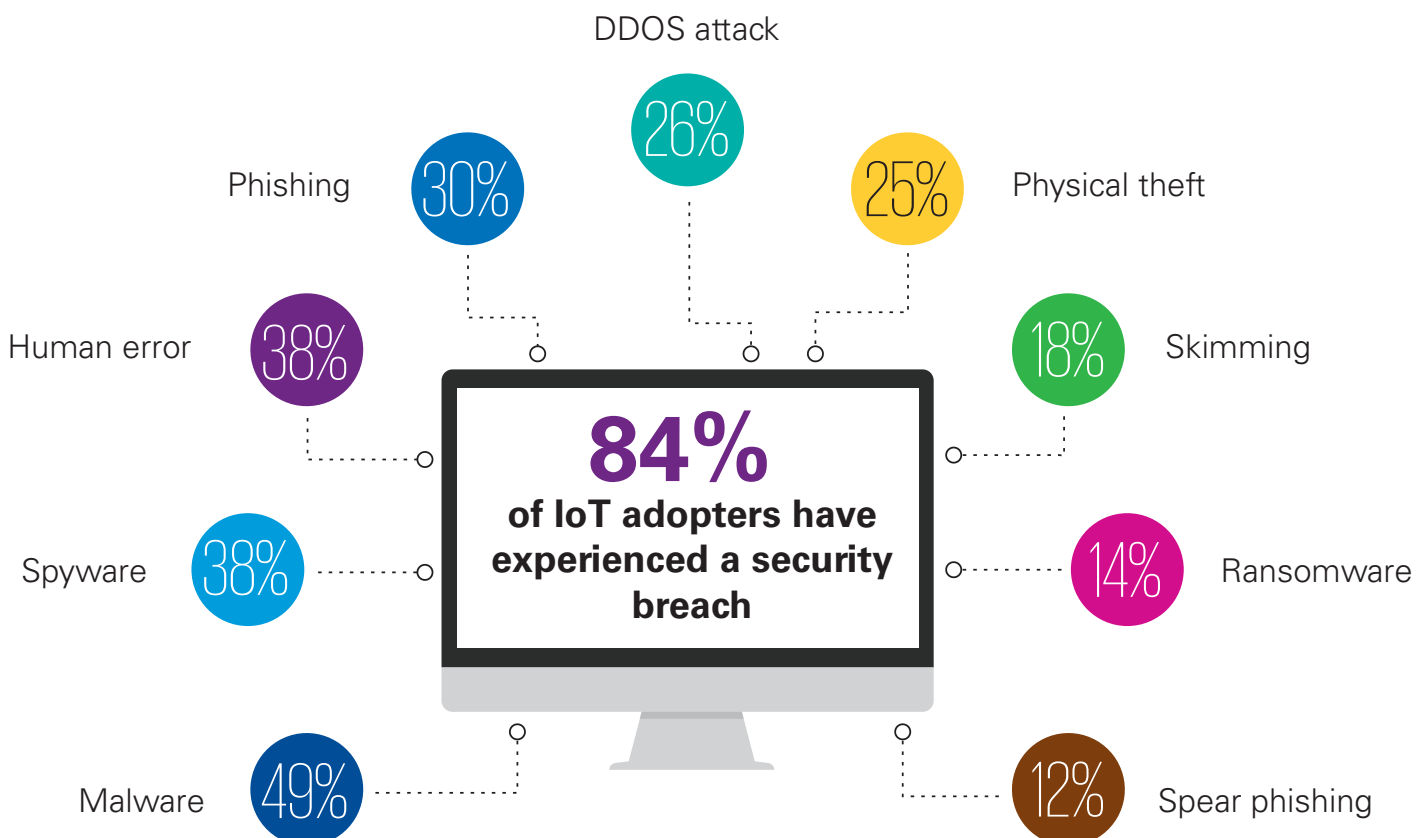 DDOS attack
26%
Phishing
30%
25%
Physical theft
Human error
38%
18%
Skimming
84%
of IoT adopters have
experienced a security
breach
Spyware
38%
14%
Ransomware
Malware
49%
12%
Spear phishing